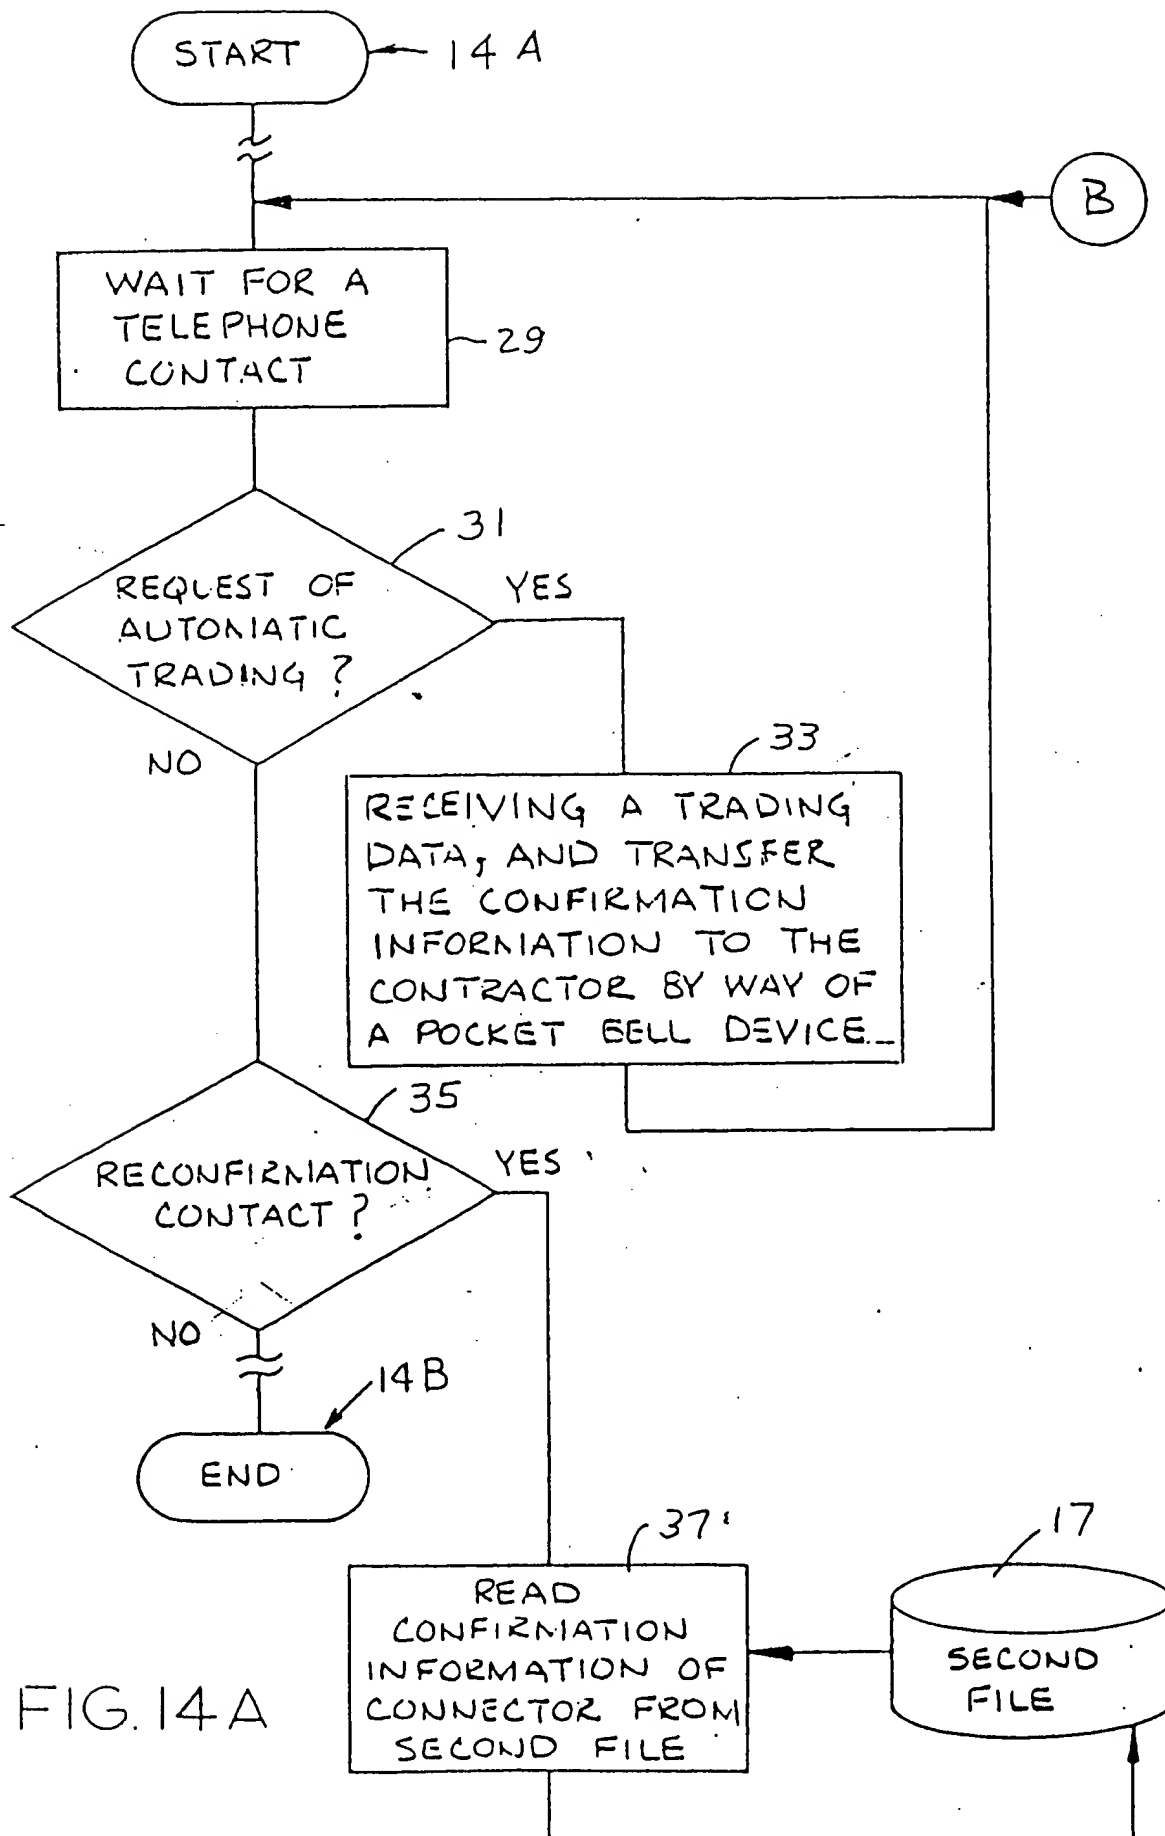 START
14A
B
WAIT FOR A
TELEPHONE
CONTACT
29
31
REQUEST OF
AUTOMATIC
TRADING ?
YES
NO
33
RECEIVING A TRADING
DATA, AND TRANSFER
THE CONFIRMATION
INFORMATION TO THE
CONTRACTOR BY WAY OF
A POCKET BELL DEVICE.
35
RECONFIRMATION
CONTACT ?
YES
NO
14B
END
37
READ
CONFIRMATION
INFORMATION OF
CONNECTOR FROM
SECOND FILE
17
SECOND
FILE
FIG. 14A